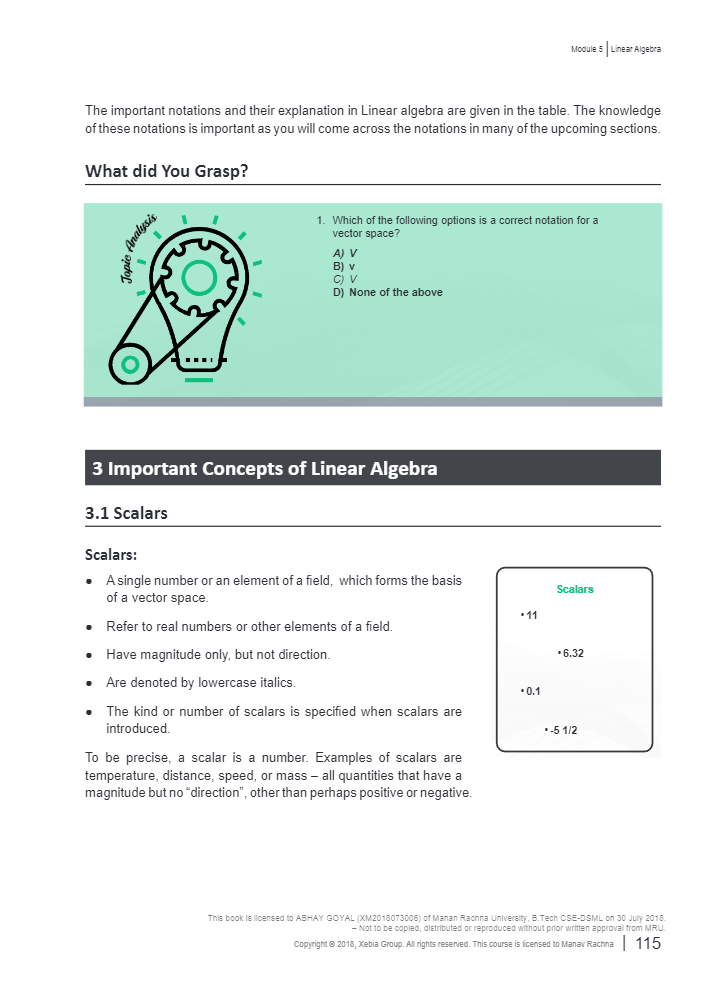 Module 5 | Linear Algebra
The important notations and their explanation in Linear algebra are given in the table. The knowledge
of these notations is important as you will come across the notations in many of the upcoming sections.
What did You Grasp?
Topic Analysis
1. Which of the following options is a correct notation for a
vector space?
A) V
B) v
C) V
D) None of the above
3 Important Concepts of Linear Algebra
3.1 Scalars
Scalars:
● A single number or an element of a field, which forms the basis
of a vector space.
● Refer to real numbers or other elements of a field.
● Have magnitude only, but not direction.
● Are denoted by lowercase italics.
● The kind or number of scalars is specified when scalars are
introduced.
To be precise, a scalar is a number. Examples of scalars are
temperature, distance, speed, or mass – all quantities that have a
magnitude but no “direction”, other than perhaps positive or negative.
Scalars
• 11
• 6.32
• 0.1
• -5 1/2
This book is licensed to ABHAY GOYAL (XM2018073006) of Manan Rachna University, B.Tech CSE-DSML on 30 July 2018.
– Not to be copied, distributed or reproduced without prior written approval from MRU.
Copyright © 2018, Xebia Group. All rights reserved. This course is licensed to Manav Rachna | 115